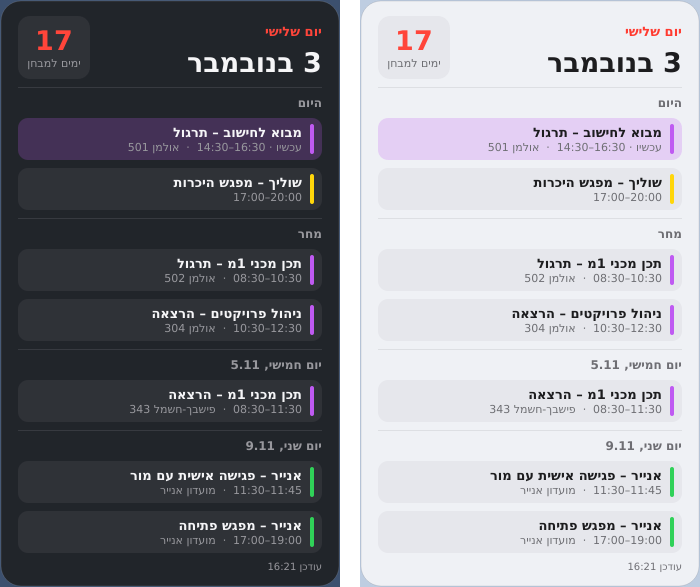 יום שלישי
3 בנובמבר
17
ימים למבחן
היום
מבוא לחישוב – תרגול
עכשיו · 14:30–16:30 · אולמן 501
שוליך – מפגש היכרות
17:00–20:00
מחר
תכן מכני 1מ – תרגול
08:30–10:30 · אולמן 502
ניהול פרויקטים – הרצאה
10:30–12:30 · אולמן 304
יום חמישי, 5.11
תכן מכני 1מ – הרצאה
08:30–11:30 · פישבך-חשמל 343
יום שני, 9.11
אנייר – פגישה אישית עם מור
11:30–11:45 · מועדון אנייר
אנייר – מפגש פתיחה
17:00–19:00 · מועדון אנייר
עודכן 16:21
יום שלישי
3 בנובמבר
17
ימים למבחן
היום
מבוא לחישוב – תרגול
עכשיו · 14:30–16:30 · אולמן 501
שוליך – מפגש היכרות
17:00–20:00
מחר
תכן מכני 1מ – תרגול
08:30–10:30 · אולמן 502
ניהול פרויקטים – הרצאה
10:30–12:30 · אולמן 304
יום חמישי, 5.11
תכן מכני 1מ – הרצאה
08:30–11:30 · פישבך-חשמל 343
יום שני, 9.11
אנייר – פגישה אישית עם מור
11:30–11:45 · מועדון אנייר
אנייר – מפגש פתיחה
17:00–19:00 · מועדון אנייר
עודכן 16:21